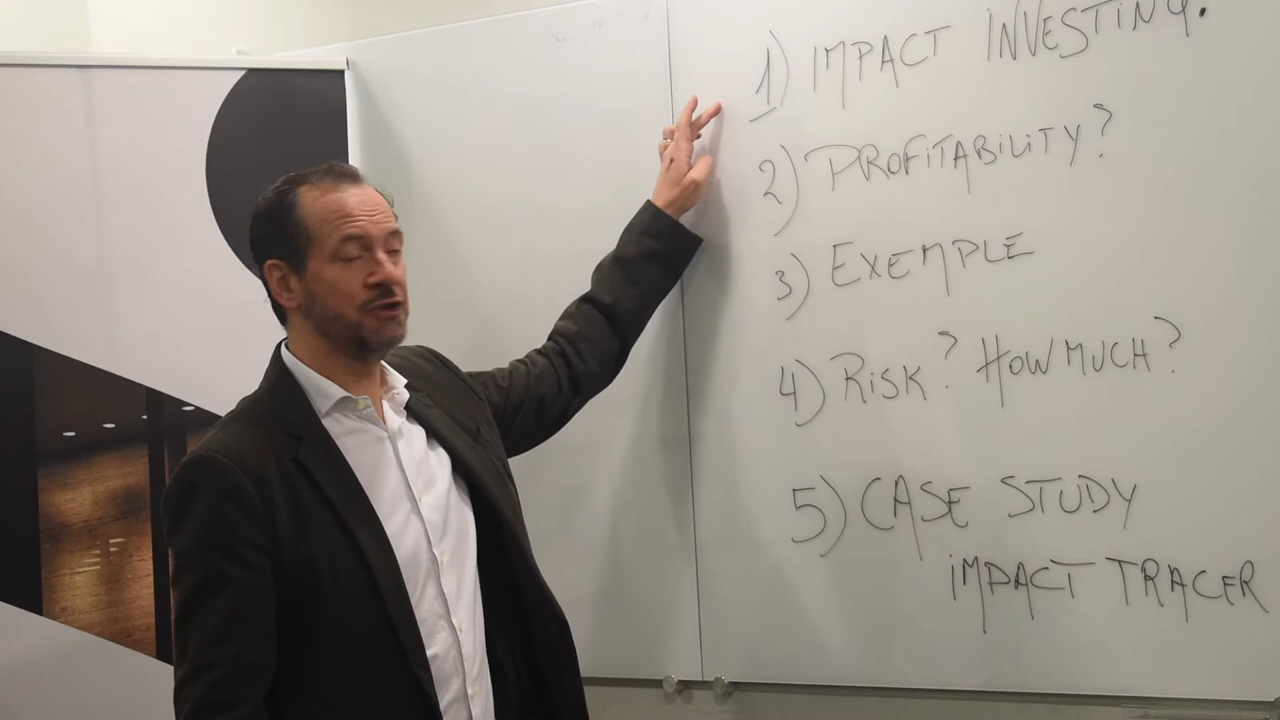 1) IMPACT INVESTING.
2) PROFITABILITY?
3) EXEMPLE
4) RISK? HOW MUCH?
5) CASE STUDY
IMPACT TRACER